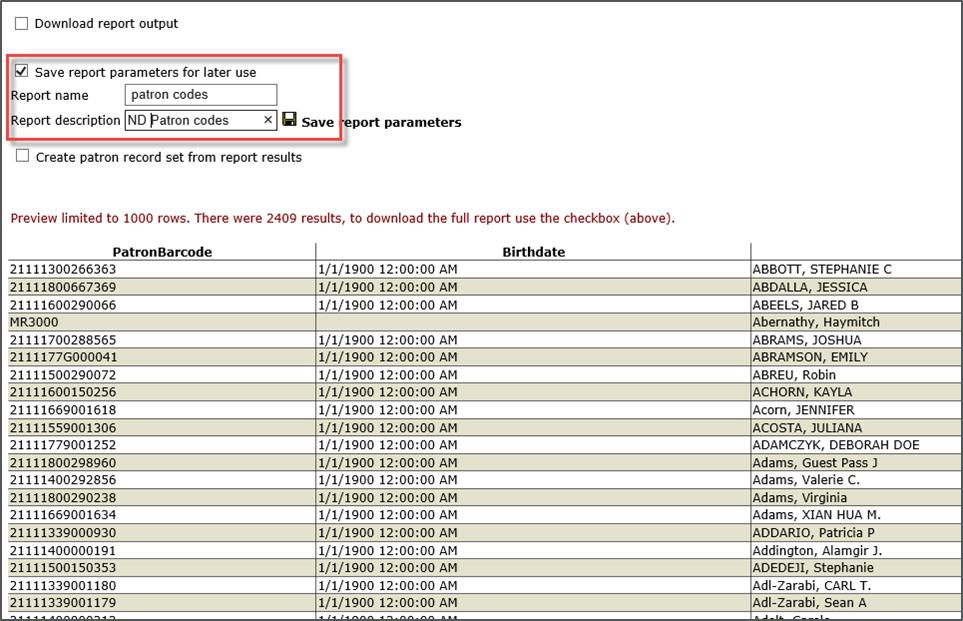 Download report output
Save report parameters for later use
Report name patron codes
Report description ND Patron codes × Save report parameters
Create patron record set from report results
Preview limited to 1000 rows. There were 2409 results, to download the full report use the checkbox (above).
PatronBarcode Birthdate
21111300266363 1/1/1900 12:00:00 AM ABBOTT, STEPHANIE C
21111800667369 1/1/1900 12:00:00 AM ABDALLA, JESSICA
21111600290066 1/1/1900 12:00:00 AM ABEELS, JARED B
MR3000 Abernathy, Haymitch
21111700288565 1/1/1900 12:00:00 AM ABRAMS, JOSHUA
2111177G000041 1/1/1900 12:00:00 AM ABRAMSON, EMILY
21111500290072 1/1/1900 12:00:00 AM ABREU, Robin
21111600150256 1/1/1900 12:00:00 AM ACHORN, KAYLA
21111669001618 1/1/1900 12:00:00 AM Acorn, JENNIFER
21111559001306 1/1/1900 12:00:00 AM ACOSTA, JULIANA
21111779001252 1/1/1900 12:00:00 AM ADAMCZYK, DEBORAH DOE
21111800298960 1/1/1900 12:00:00 AM Adams, Guest Pass J
21111400292856 1/1/1900 12:00:00 AM Adams, Valerie C.
21111800290238 1/1/1900 12:00:00 AM Adams, Virginia
21111669001634 1/1/1900 12:00:00 AM Adams, XIAN HUA M.
21111339000930 1/1/1900 12:00:00 AM ADDARIO, Patricia P
21111400000191 1/1/1900 12:00:00 AM Addington, Alamgir J.
21111500150353 1/1/1900 12:00:00 AM ADEDEJI, Stephanie
21111339001180 1/1/1900 12:00:00 AM Adl-Zarabi, CARL T.
21111339001179 1/1/1900 12:00:00 AM Adl-Zarabi, Sean A